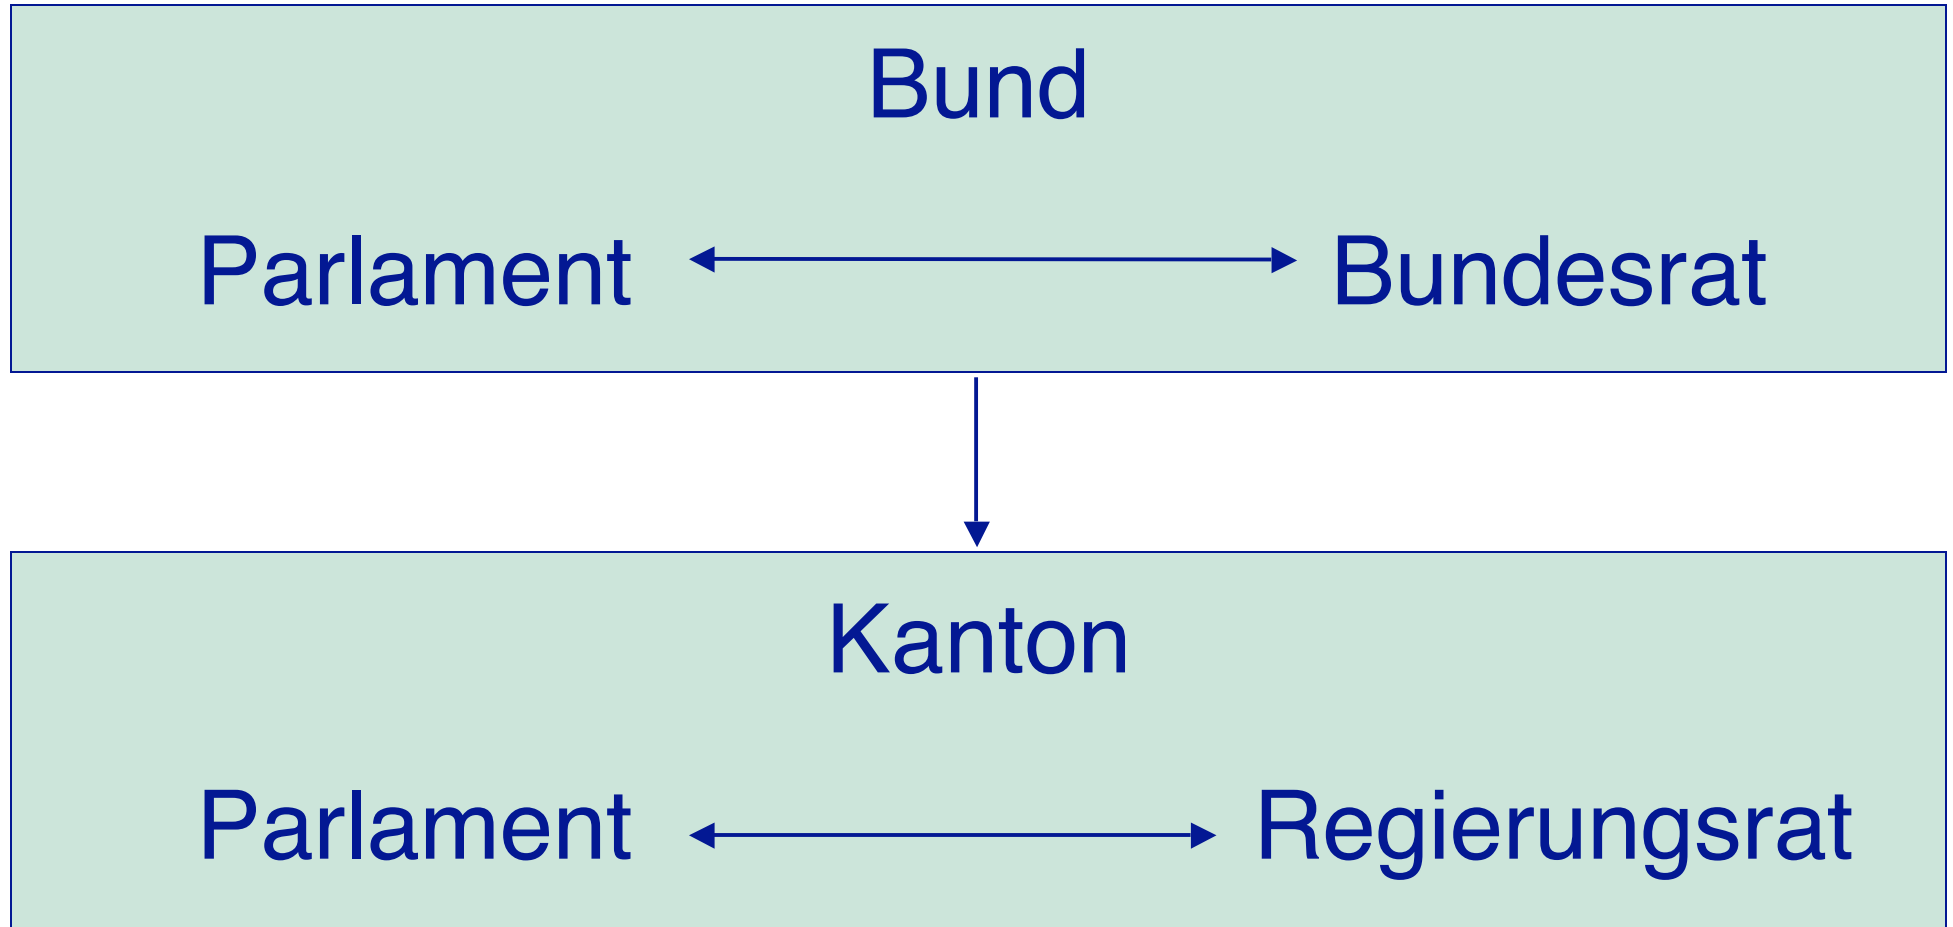 Bund
Parlament Bundesrat
Kanton
Parlament Regierungsrat